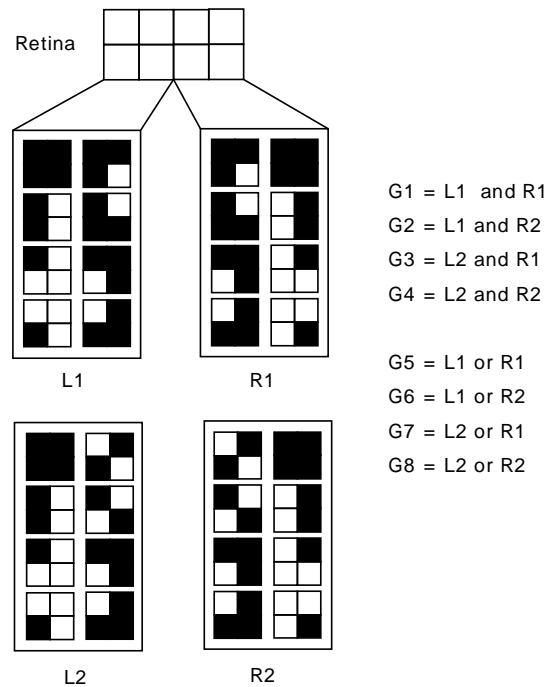 Retina
L1
R1
L2
R2
G1 = L1 and R1
G2 = L1 and R2
G3 = L2 and R1
G4 = L2 and R2
G5 = L1 or R1
G6 = L1 or R2
G7 = L2 or R1
G8 = L2 or R2